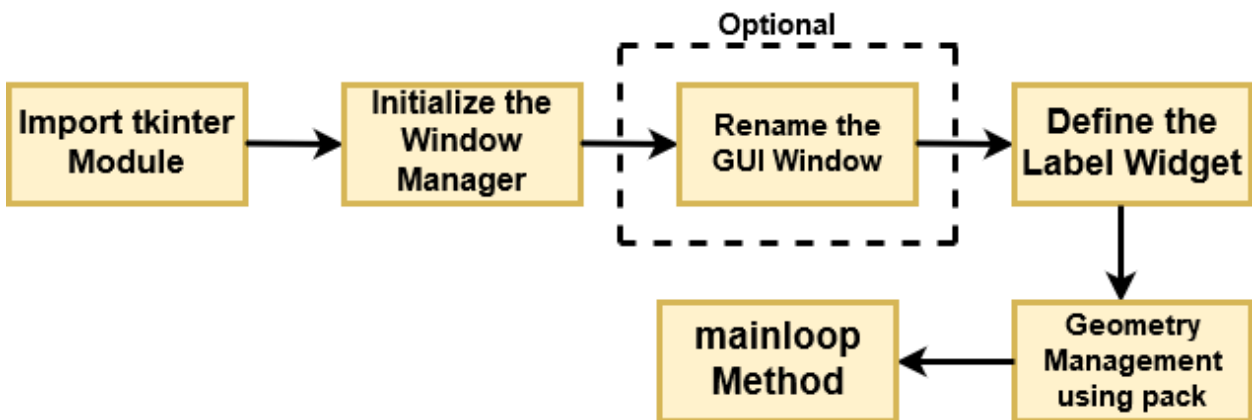 Optional
Import tkinter
Module
Initialize the
Window
Manager
Rename the
GUI Window
Define the
Label Widget
Geometry
Management
using pack
mainloop
Method